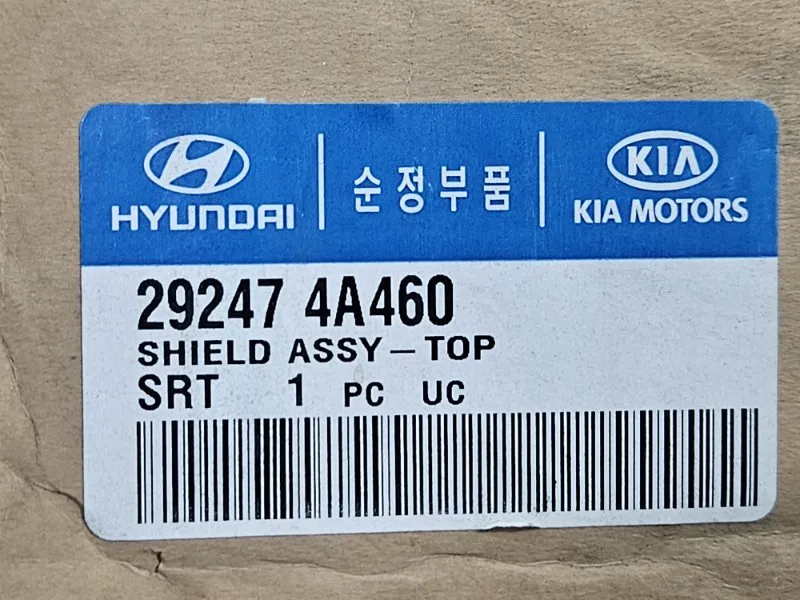 HYUNDAI
순정부품
KIA
KIA MOTORS
29247 4A460
SHIELD ASSY-TOP
SRT 1 PC UC